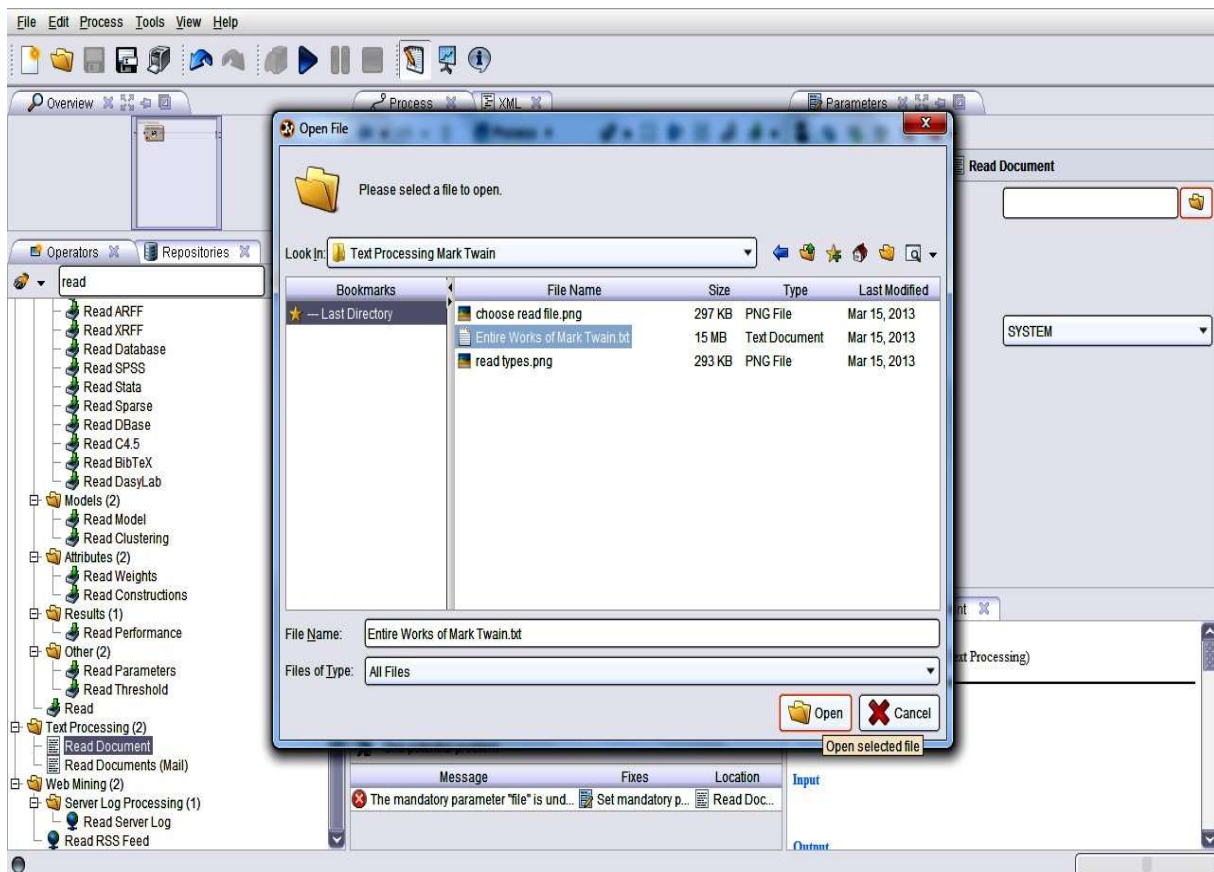 File Edit Process Tools View Help
Overview
Process
XML
Parameters
Open File
Please select a file to open.
Read Document
Operators
Repositories
Look In: Text Processing Mark Twain
read
Bookmarks
File Name Size Type Last Modified
— Last Directory
choose read file.png 297 KB PNG File Mar 15, 2013
Entire Works of Mark Twain.txt 15 MB Text Document Mar 15, 2013
read types.png 293 KB PNG File Mar 15, 2013
SYSTEM
Read ARFF
Read XRFF
Read Database
Read SPSS
Read Stata
Read Sparse
Read DBase
Read C4.5
Read BibTeX
Read DasyLab
Models (2)
Read Model
Read Clustering
Attributes (2)
Read Weights
Read Constructions
Results (1)
Read Performance
Other (2)
Read Parameters
Read Threshold
Read
Text Processing (2)
Read Document
Read Documents (Mail)
Web Mining (2)
Server Log Processing (1)
Read Server Log
Read RSS Feed
File Name: Entire Works of Mark Twain.txt
Files of Type: All Files
Open
Cancel
Open selected file
Processing)
Message Fixes Location
The mandatory parameter "file" is und... Set mandatory p... Read Doc...
Input
Output